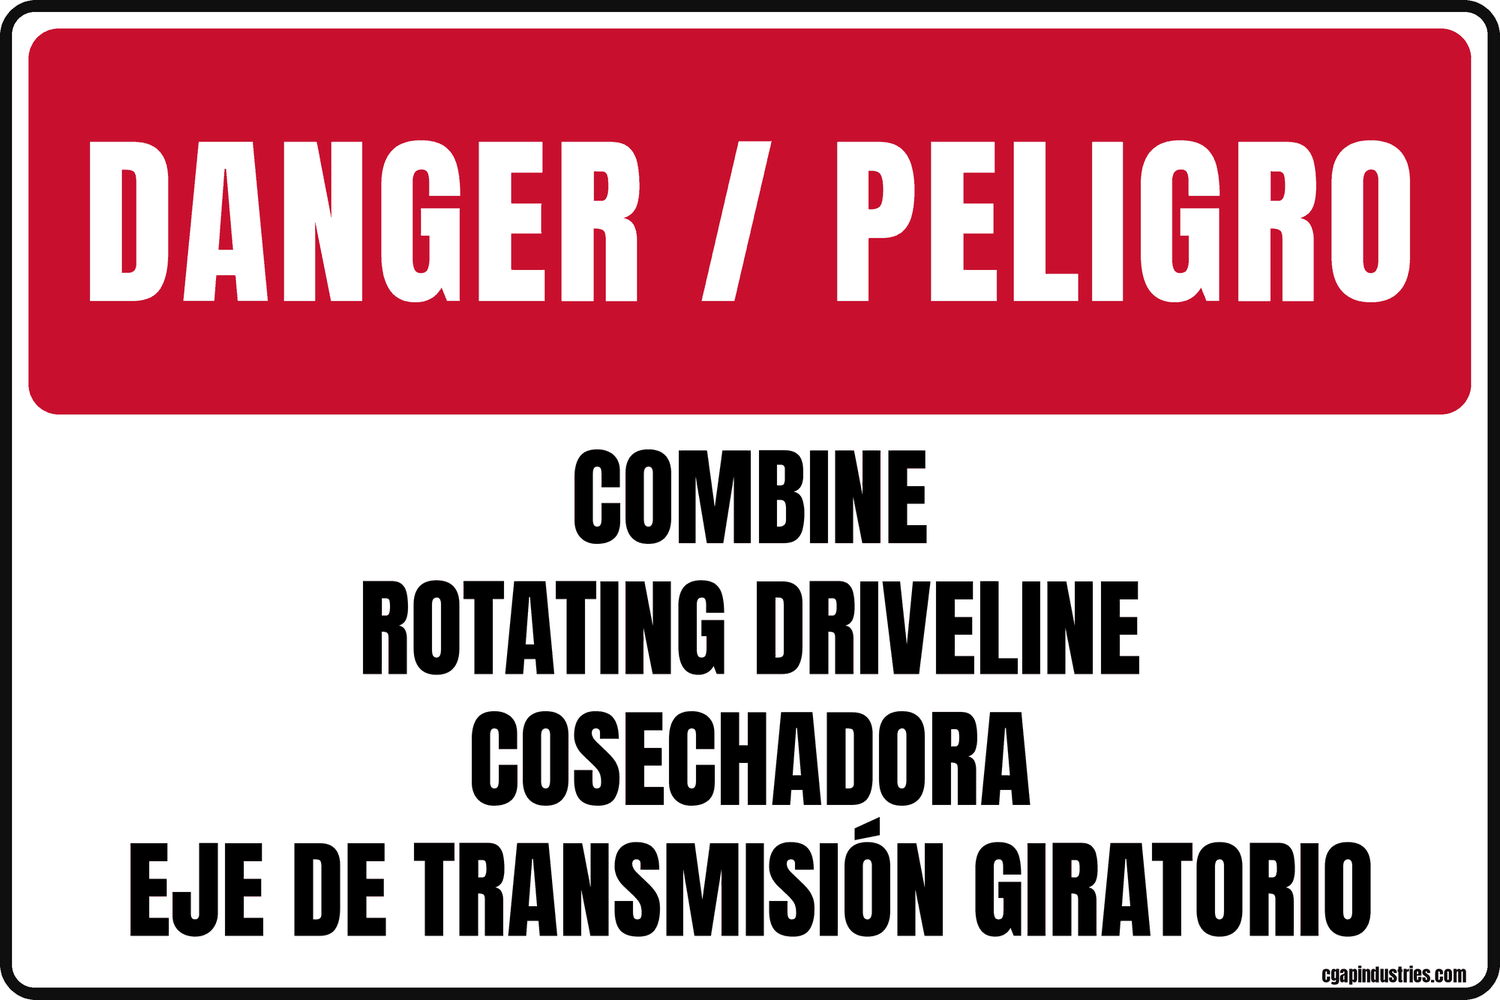 DANGER / PELIGRO
COMBINE
ROTATING DRIVELINE
COSECHADORA
EJE DE TRANSMISIÓN GIRATORIO
cgapindustries.com